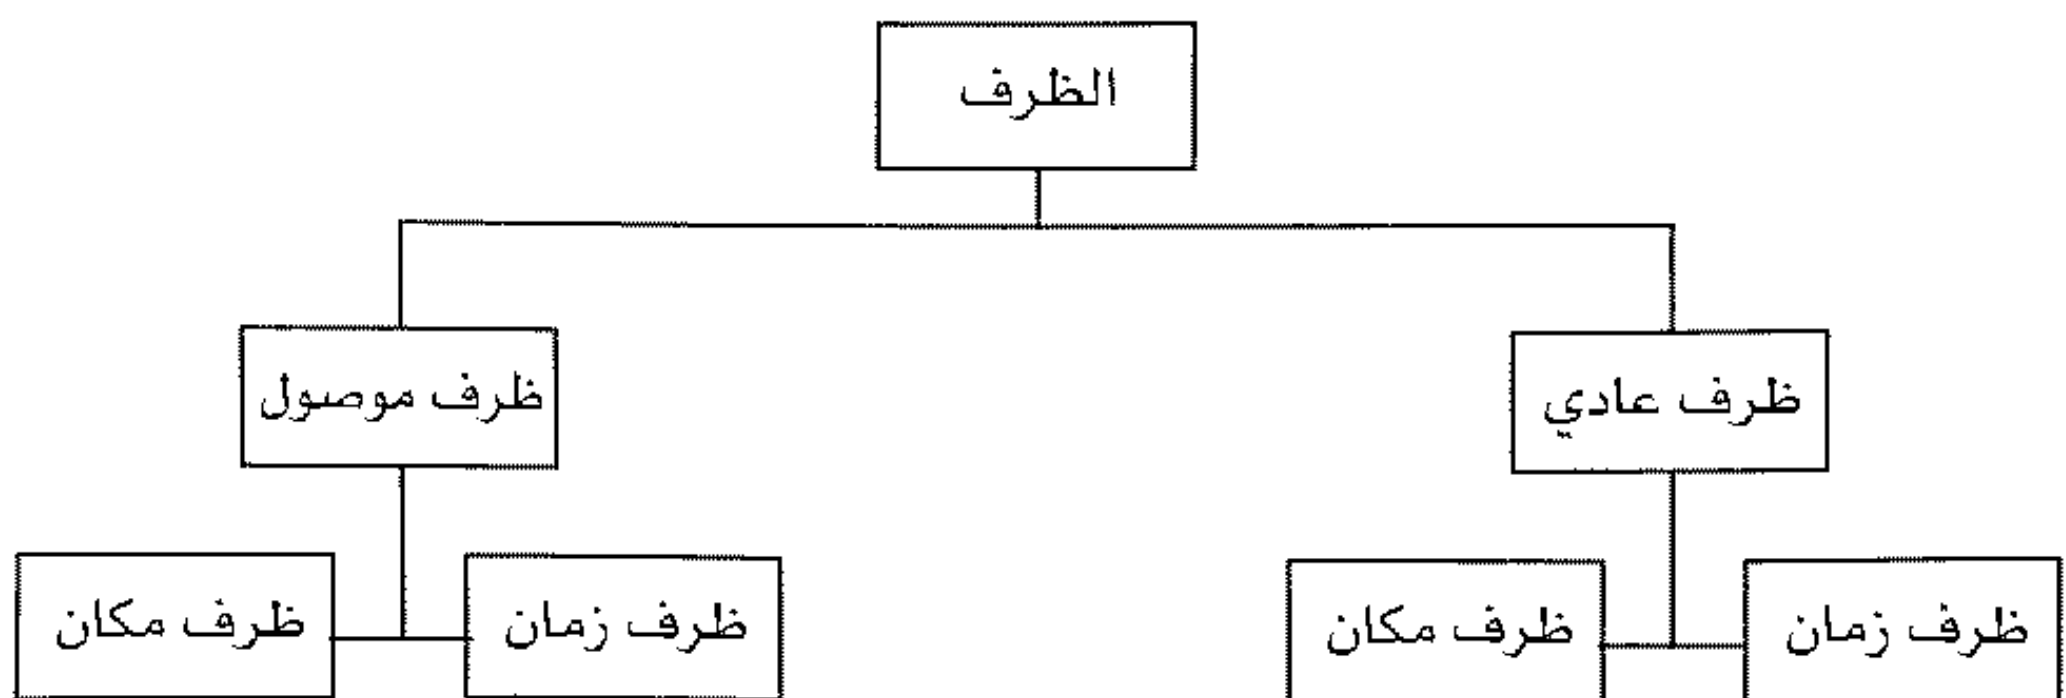 الظرف
ظرف عادي
ظرف موصول
ظرف زمان
ظرف مكان
ظرف زمان
ظرف مكان